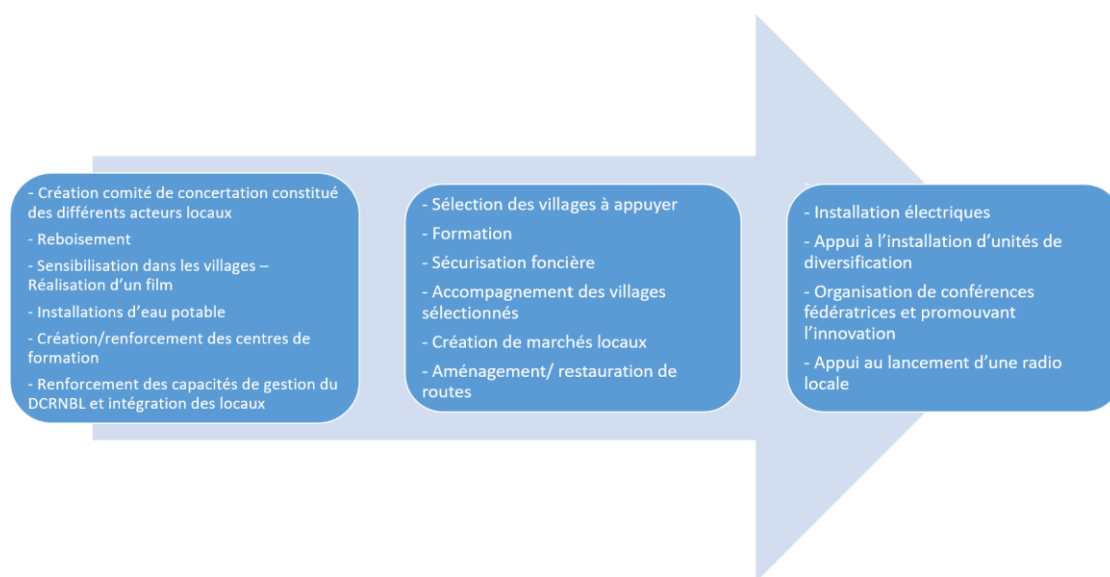 - Création comité de concertation constitué
des différents acteurs locaux
- Reboisement
- Sensibilisation dans les villages –
Réalisation d’un film
- Installations d’eau potable
- Création/renforcement des centres de
formation
- Renforcement des capacités de gestion du
DCRNBL et intégration des locaux
- Sélection des villages à appuyer
- Formation
- Sécurisation foncière
- Accompagnement des villages
sélectionnés
- Création de marchés locaux
- Aménagement/ restauration de
routes
-
- Installation électriques
- Appui à l’installation d’unités de
diversification
- Organisation de conférences
fédératrices et promouvant
l’innovation
- Appui au lancement d’une radio
locale